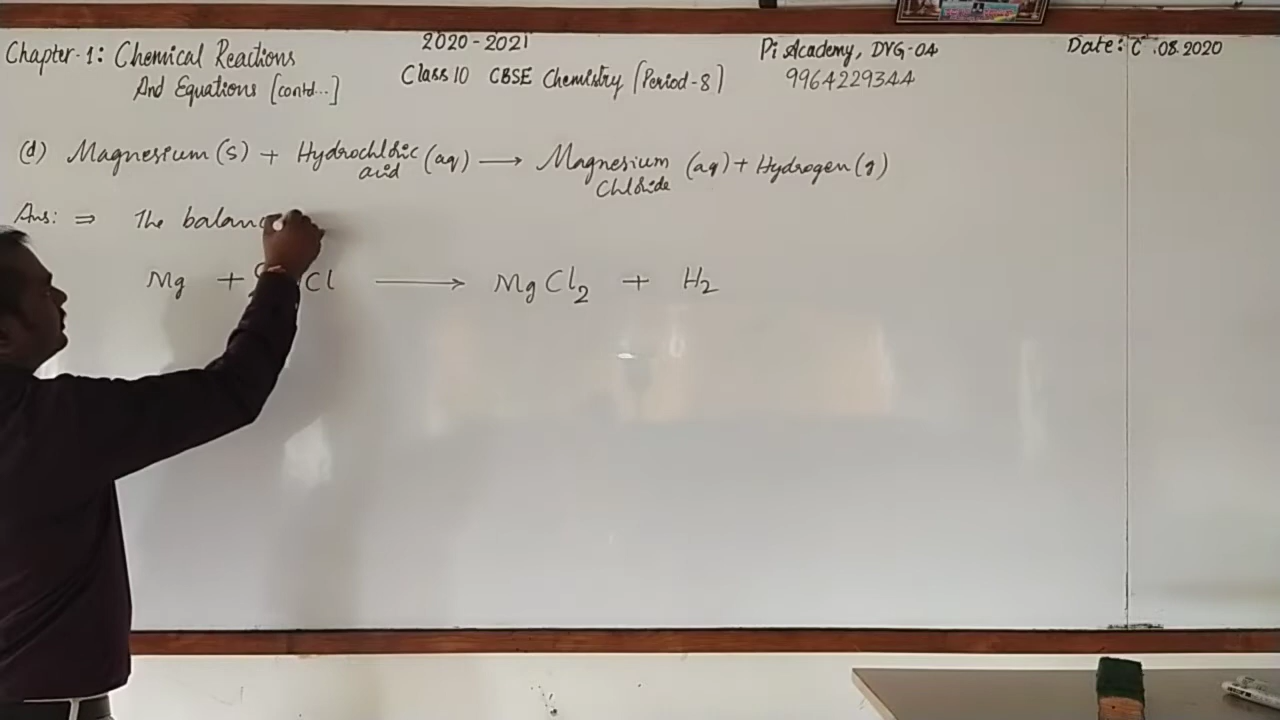 Chapter-1: Chemical Reactions
And Equations [contd...]
2020-2021
Class 10 CBSE Chemistry [Period-8]
Pi Academy, DVG-04
9964229344
Date: .08.2020
(d) Magnesium (s) + Hydrochloric acid (aq) → Magnesium Chloride (aq) + Hydrogen (g)
Ans: ⇒ The balanc
Mg + Cl → MgCl₂ + H₂